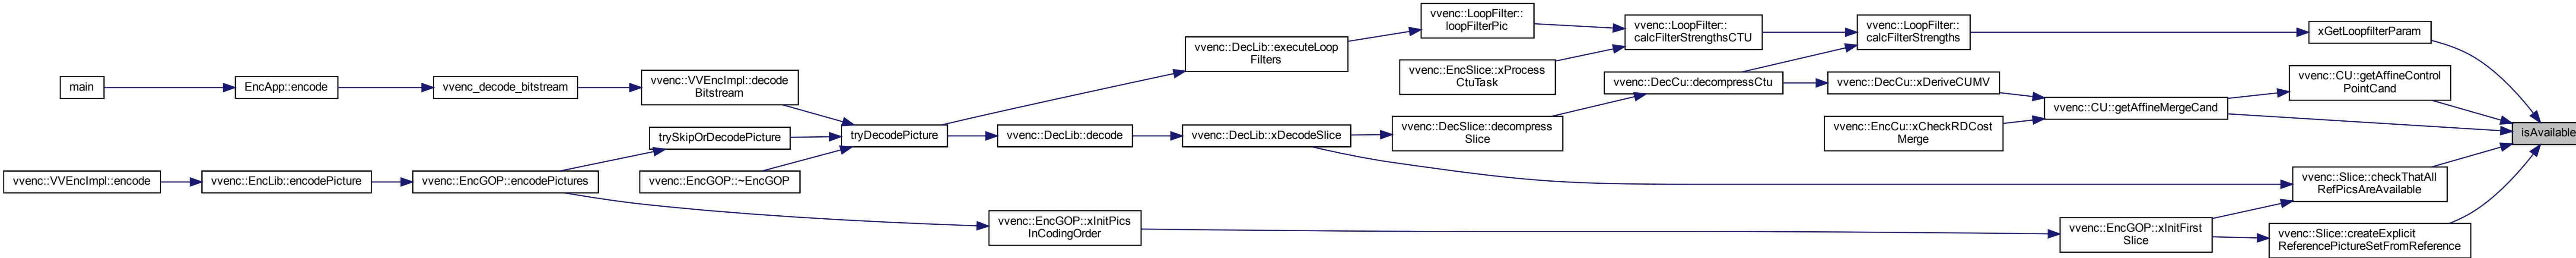 main
EncApp::encode
vvenc_decode_bitstream
vvenc::VVEncImpl::decode
Bitstream
vvenc::VVEncImpl::encode
vvenc::EncLib::encodePicture
vvenc::EncGOP::encodePictures
trySkipOrDecodePicture
vvenc::EncGOP::~EncGOP
tryDecodePicture
vvenc::EncGOP::xInitPics
InCodingOrder
vvenc::DecLib::decode
vvenc::DecLib::executeLoop
Filters
vvenc::DecLib::xDecodeSlice
vvenc::LoopFilter::
loopFilterPic
vvenc::EncSlice::xProcess
CtuTask
vvenc::DecSlice::decompress
Slice
vvenc::LoopFilter::
calcFilterStrengthsCTU
vvenc::DecCu::decompressCtu
vvenc::LoopFilter::
calcFilterStrengths
vvenc::DecCu::xDeriveCUMV
vvenc::EncCu::xCheckRDCost
Merge
vvenc::CU::getAffineMergeCand
vvenc::EncGOP::xInitFirst
Slice
xGetLoopfilterParam
vvenc::CU::getAffineControl
PointCand
vvenc::Slice::checkThatAll
RefPicsAreAvailable
vvenc::Slice::createExplicit
ReferencePictureSetFromReference
isAvailable